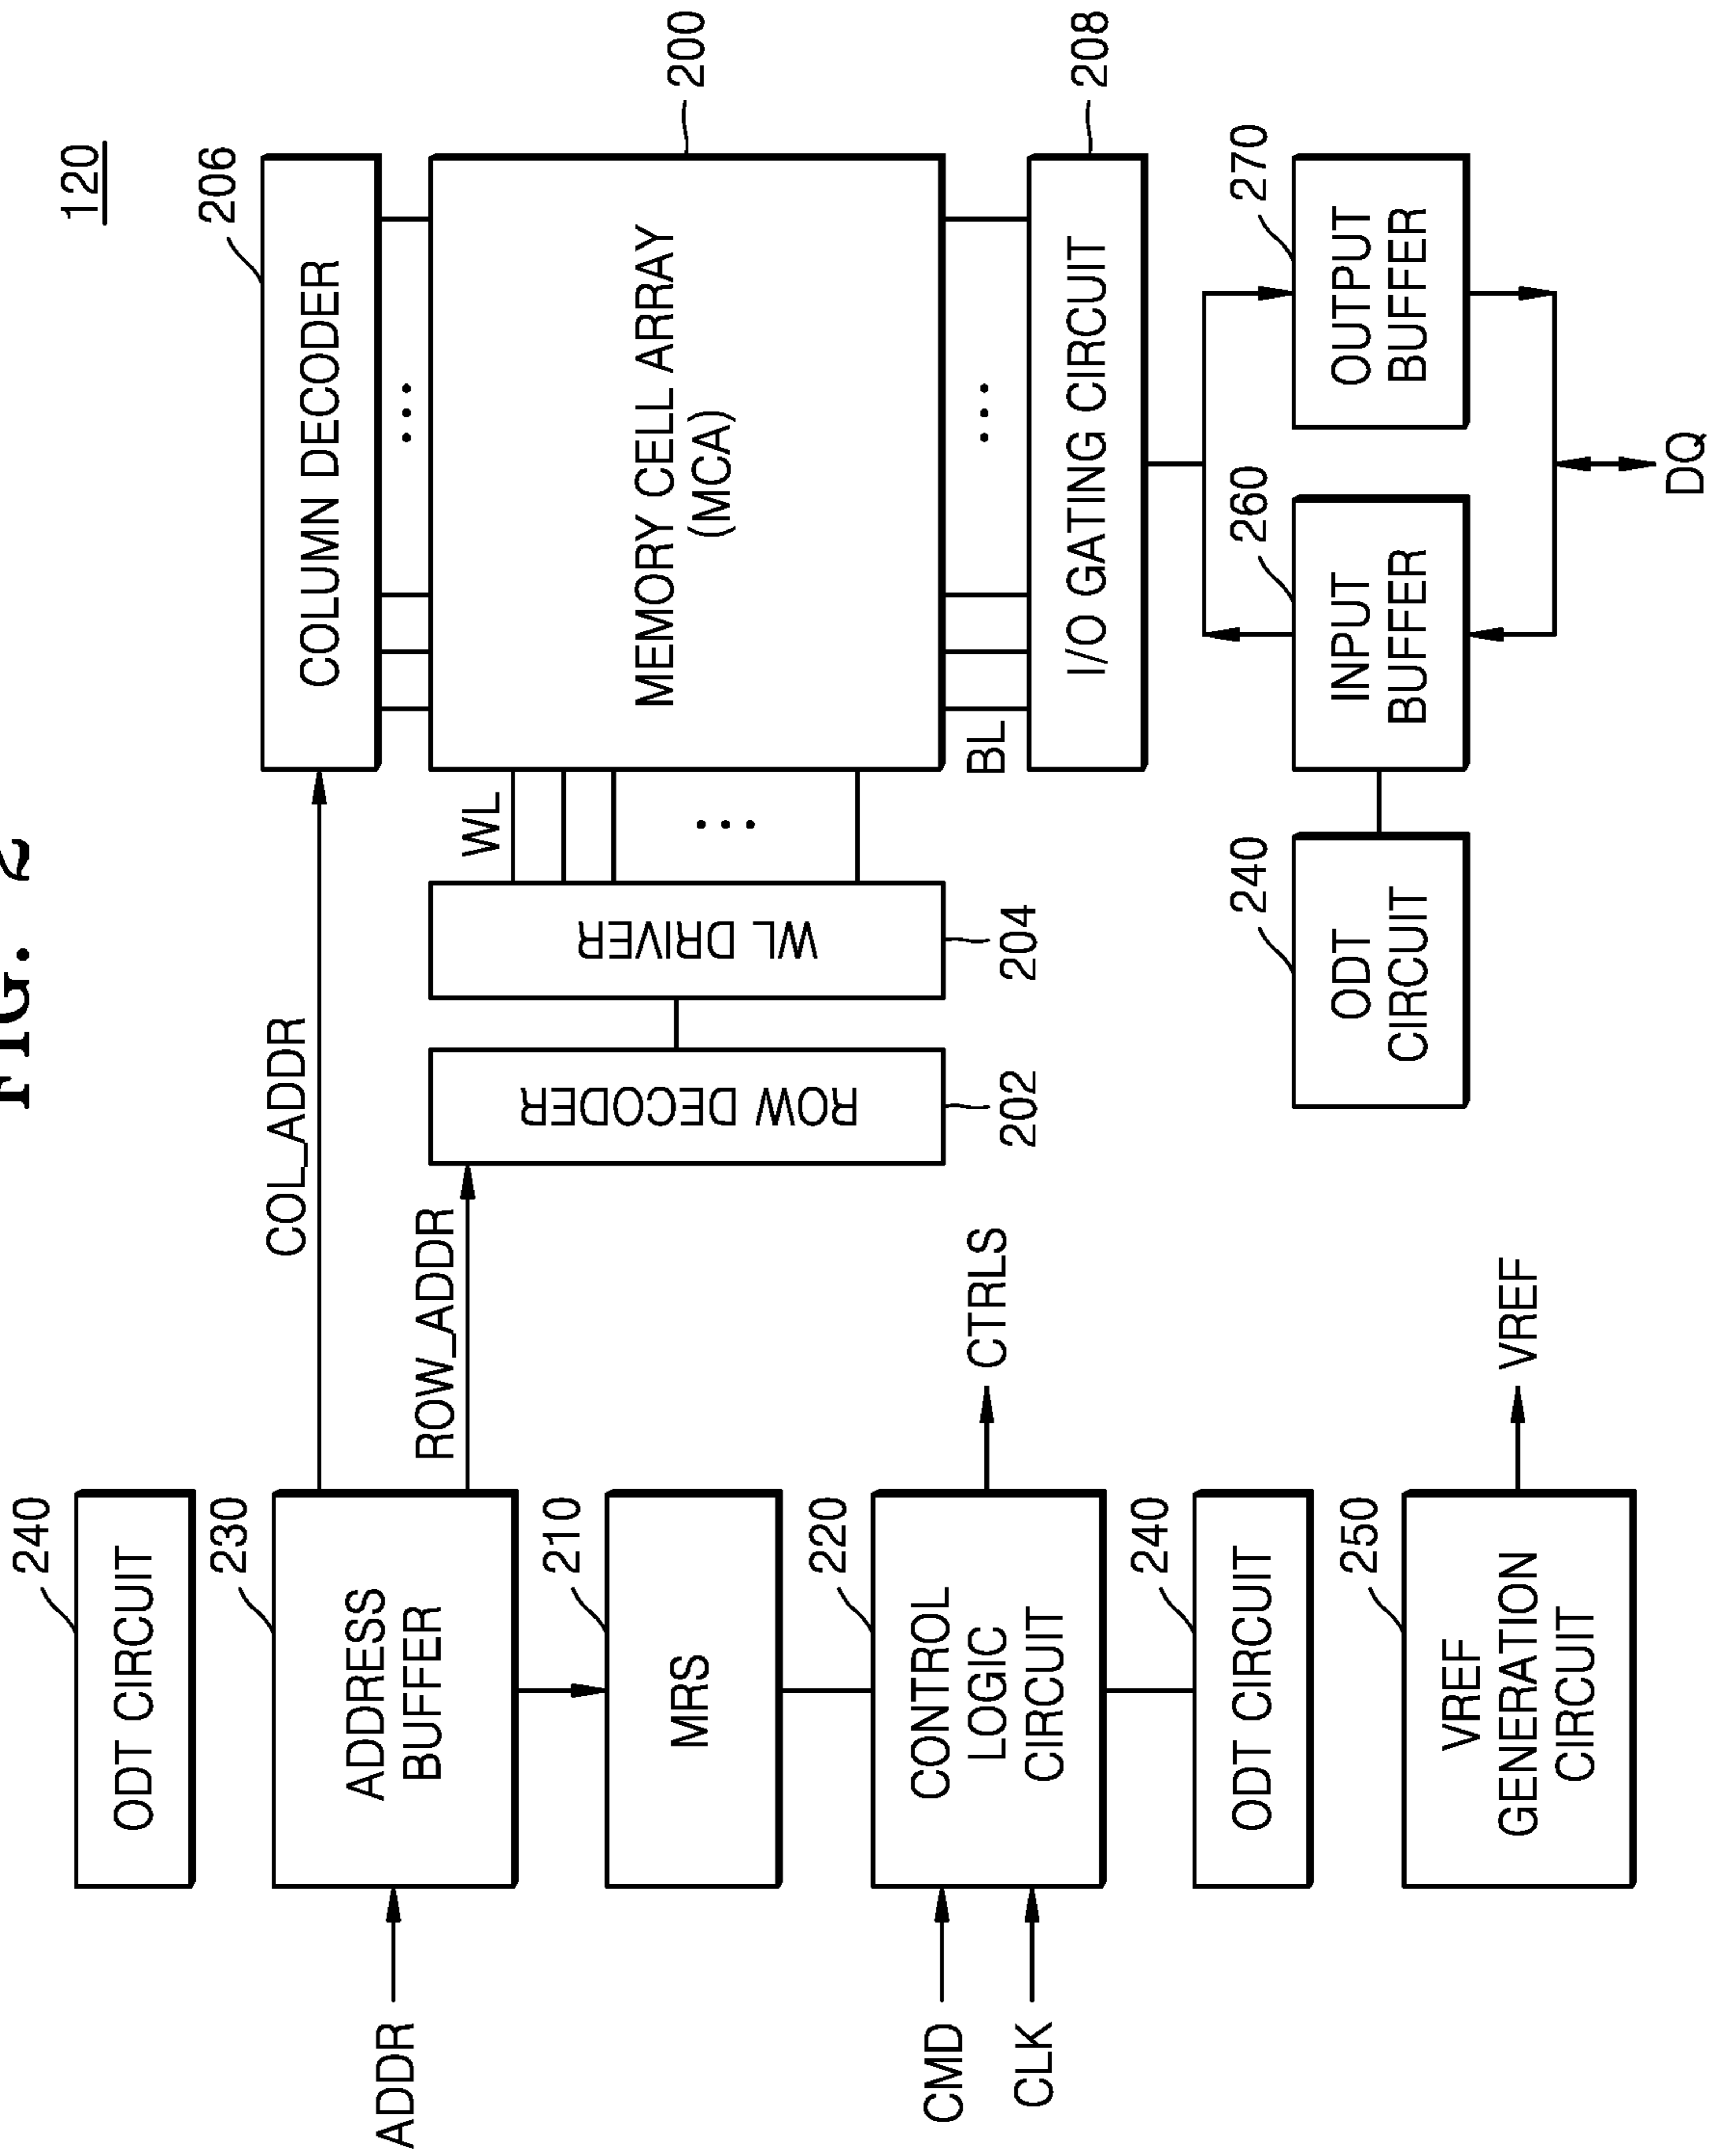 FIG. 2
120
ODT CIRCUIT
240
ADDR
ADDRESS
BUFFER
230
COL_ADDR
ROW_ADDR
COLUMN DECODER
206
MRS
210
ROW DECODER
202
WL DRIVER
204
WL
MEMORY CELL ARRAY
(MCA)
200
CMD
CLK
CONTROL
LOGIC
CIRCUIT
220
CTRLS
BL
I/O GATING CIRCUIT
208
ODT CIRCUIT
240
VREF
GENERATION
CIRCUIT
250
VREF
ODT
CIRCUIT
240
INPUT
BUFFER
260
OUTPUT
BUFFER
270
DQ